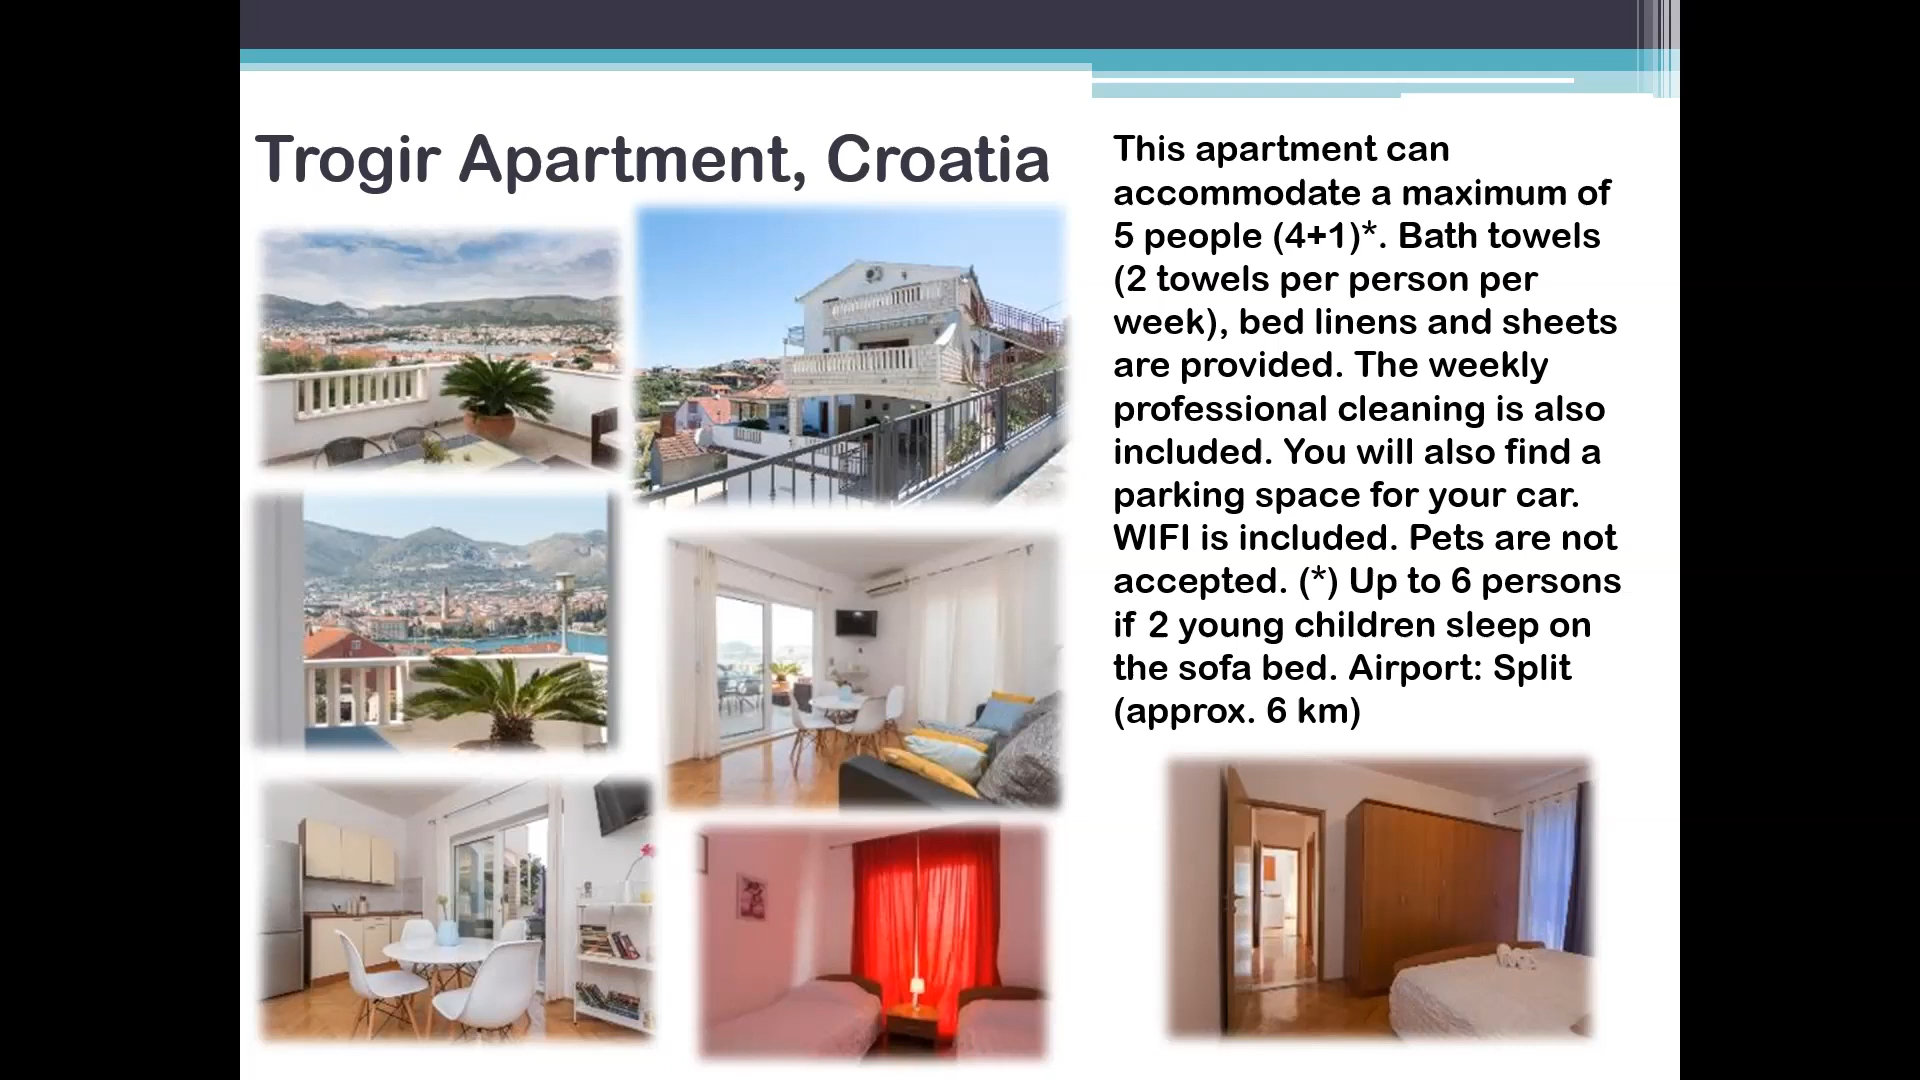 Trogir Apartment, Croatia
This apartment can
accommodate a maximum of
5 people (4+1)*. Bath towels
(2 towels per person per
week), bed linens and sheets
are provided. The weekly
professional cleaning is also
included. You will also find a
parking space for your car.
WIFI is included. Pets are not
accepted. (*) Up to 6 persons
if 2 young children sleep on
the sofa bed. Airport: Split
(approx. 6 km)